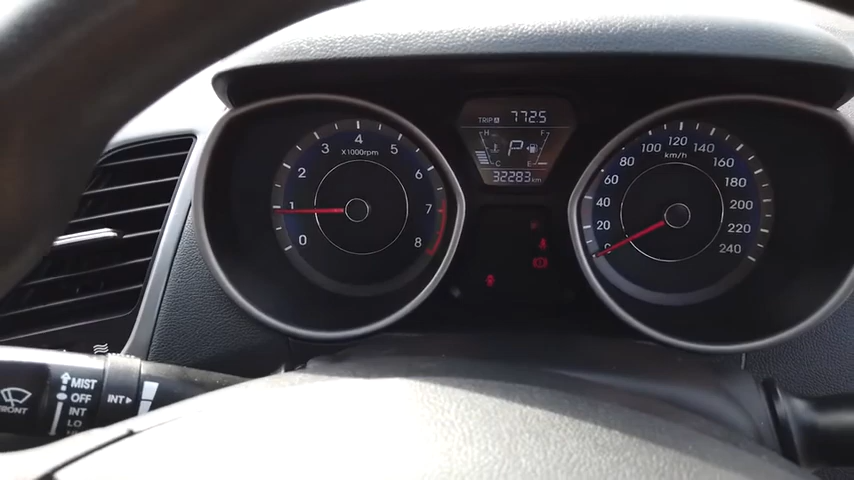 TRIP A 772.5
H F
P
C E
32283 km
X1000rpm
0 1 2 3 4 5 6 7 8
km/h
0 20 40 60 80 100 120 140 160 180 200 220 240
MIST
OFF
INT
LO
INT
FRONT